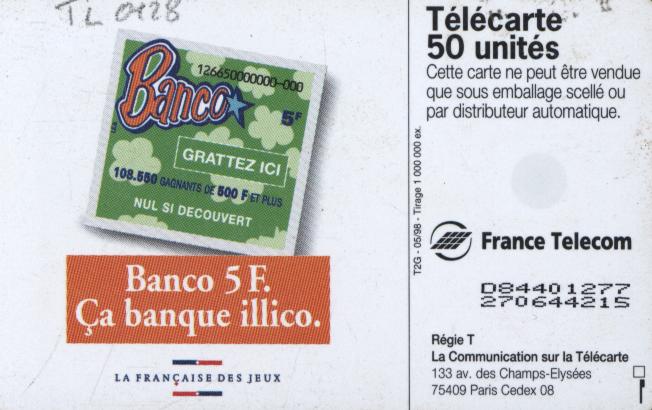 TL 0128
Banco
126650000000-000
5F
GRATTEZ ICI
108.550 GAGNANTS DE 500 F ET PLUS
NUL SI DECOUVERT
Banco 5 F.
Ça banque illico.
LA FRANÇAISE DES JEUX
Télécarte
50 unités
Cette carte ne peut être vendue
que sous emballage scellé ou
par distributeur automatique.
T2G - 05/98 - Tirage 1 000 000 ex.
France Telecom
D84401277
270644215
Régie T
La Communication sur la Télécarte
133 av. des Champs-Elysées
75409 Paris Cedex 08